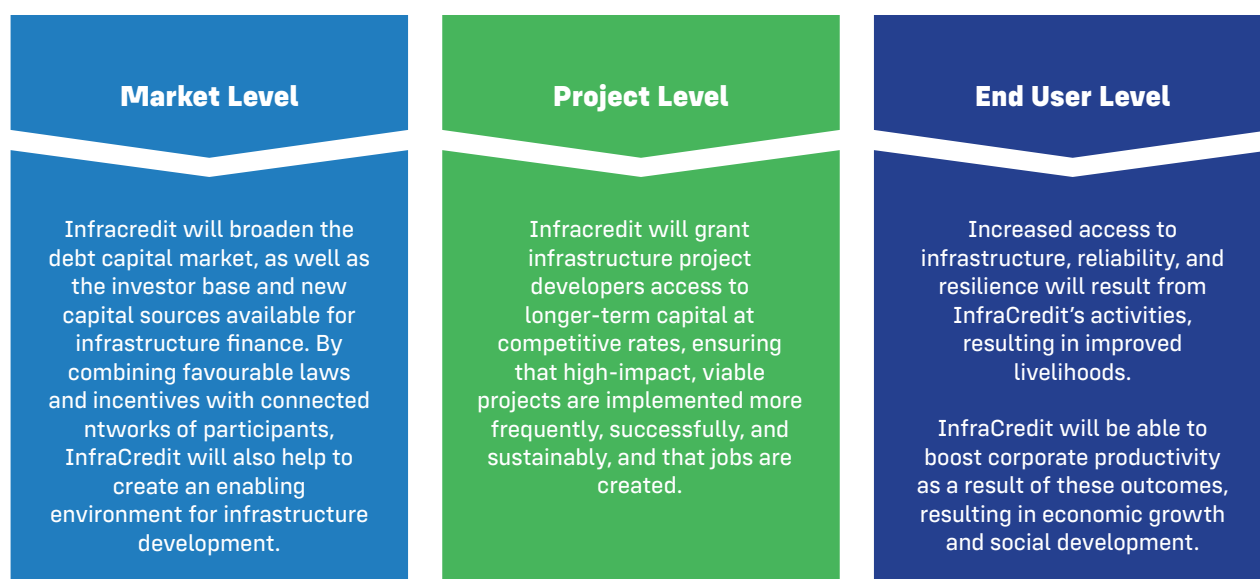 Market Level
Infracredit will broaden the
debt capital market, as well as
the investor base and new
capital sources available for
infrastructure finance. By
combining favourable laws
and incentives with connected
ntworks of participants,
InfraCredit will also help to
create an enabling
environment for infrastructure
development.
Project Level
Infracredit will grant
infrastructure project
developers access to
longer-term capital at
competitive rates, ensuring
that high-impact, viable
projects are implemented more
frequently, successfully, and
sustainably, and that jobs are
created.
End User Level
Increased access to
infrastructure, reliability, and
resilience will result from
InfraCredit’s activities,
resulting in improved
livelihoods.
InfraCredit will be able to
boost corporate productivity
as a result of these outcomes,
resulting in economic growth
and social development.